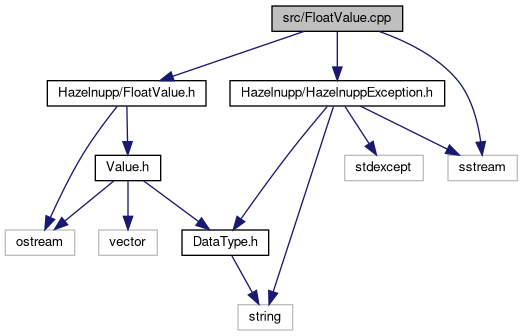 src/FloatValue.cpp
Hazelnupp/FloatValue.h
Hazelnupp/HazelnuppException.h
Value.h
stdexcept
sstream
ostream
vector
DataType.h
string